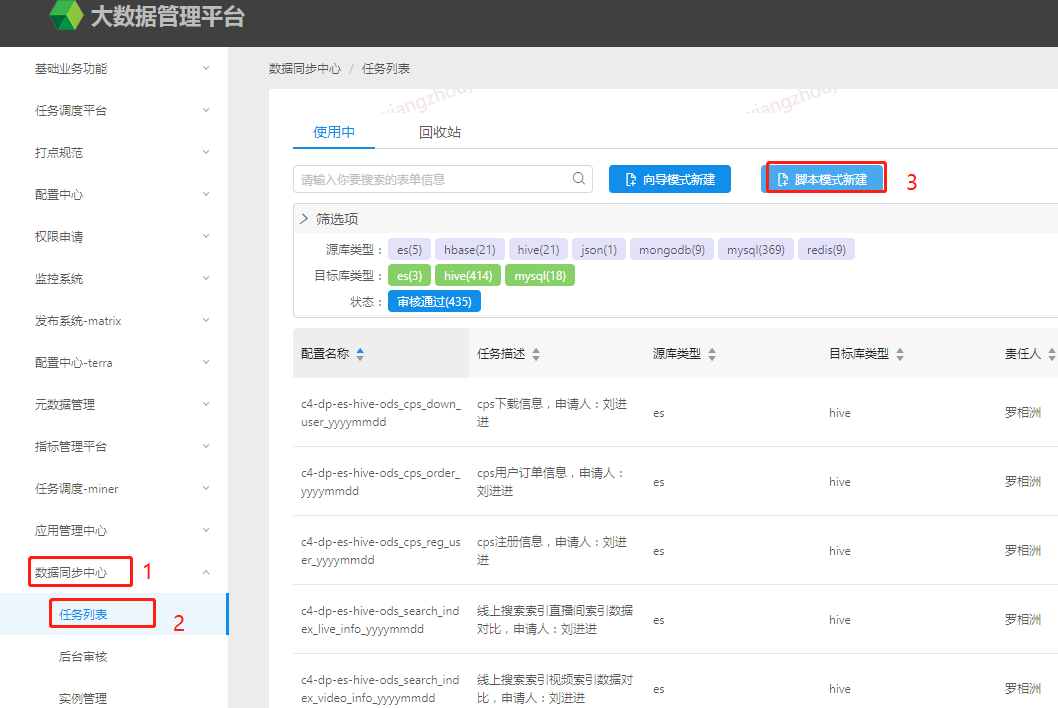 大数据管理平台
基础业务功能
任务调度平台
打点规范
配置中心
权限申请
监控系统
发布系统-matrix
配置中心-terra
元数据管理
指标管理平台
任务调度-miner
应用管理中心
数据同步中心
1
任务列表
2
后台审核
实例管理
数据同步中心 / 任务列表
使用中
回收站
请输入你要搜索的表单信息
向导模式新建
脚本模式新建
3
筛选项
源库类型： es(5) hbase(21) hive(21) json(1) mongodb(9) mysql(369) redis(9)
目标库类型： es(3) hive(414) mysql(18)
状态： 审核通过(435)
配置名称 任务描述 源库类型 目标库类型 责任人
c4-dp-es-hive-ods_cps_down_
user_yyyymmdd
cps下载信息，申请人：刘进
进
es
hive
罗相洲
c4-dp-es-hive-ods_cps_order_
yyyymmdd
cps用户订单信息，申请人：
刘进进
es
hive
罗相洲
c4-dp-es-hive-ods_cps_reg_us
er_yyyymmdd
cps注册信息，申请人：刘进
进
es
hive
罗相洲
c4-dp-es-hive-ods_search_ind
ex_live_info_yyyymmdd
线上搜索索引直播间索引数据
对比，申请人：刘进进
es
hive
罗相洲
c4-dp-es-hive-ods_search_ind
ex_video_info_yyyymmdd
线上搜索索引视频索引数据对
比，申请人：刘进进
es
hive
罗相洲